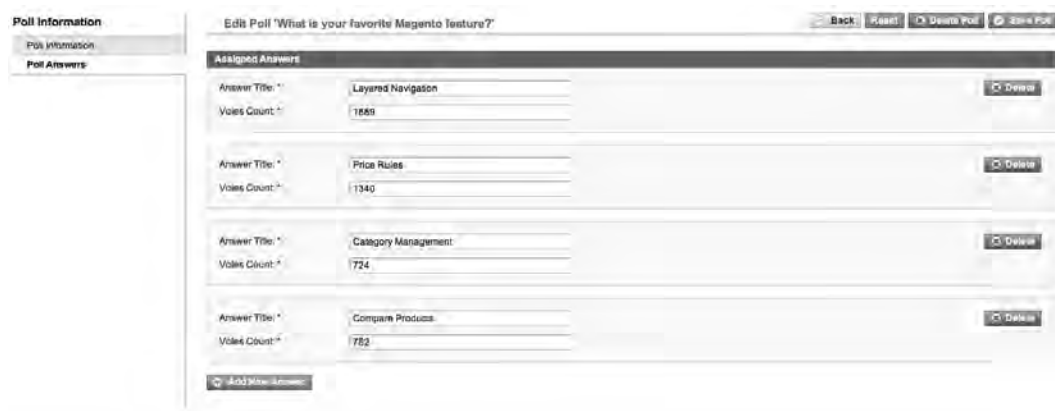 Poll Information
Poll Information
Poll Answers
Edit Poll 'What is your favorite Magento feature?'
Back Reset Delete Poll Save Poll
Assigned Answers
Answer Title: *
Layered Navigation
Delete
Votes Count: *
1889
Answer Title: *
Price Rules
Delete
Votes Count: *
1340
Answer Title: *
Category Management
Delete
Votes Count: *
724
Answer Title: *
Compare Products
Delete
Votes Count: *
782
Add New Answer